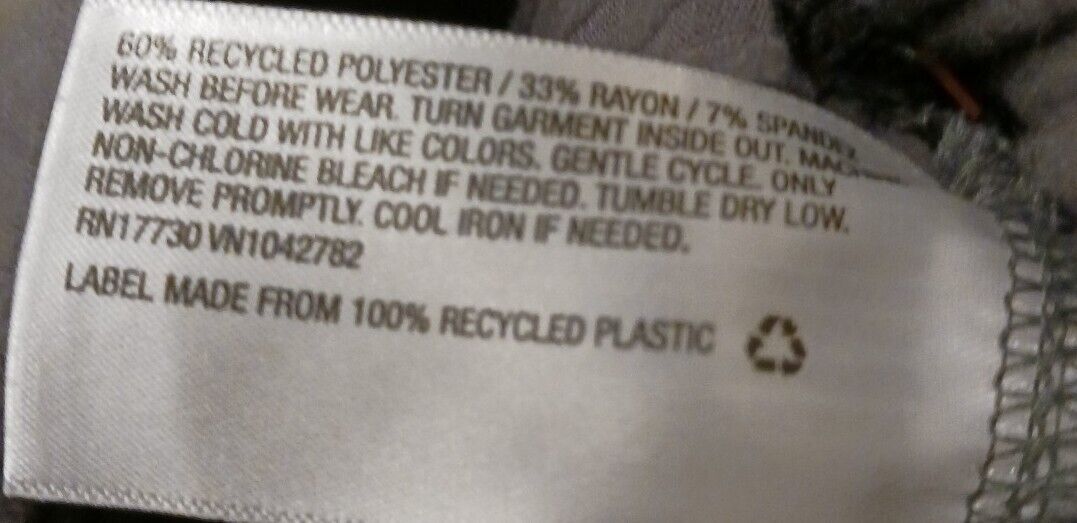 60% RECYCLED POLYESTER / 33% RAYON / 7% SPANDEX
WASH BEFORE WEAR. TURN GARMENT INSIDE OUT.
WASH COLD WITH LIKE COLORS. GENTLE CYCLE. ONLY
NON-CHLORINE BLEACH IF NEEDED. TUMBLE DRY LOW.
REMOVE PROMPTLY. COOL IRON IF NEEDED.
RN17730 VN1042782
LABEL MADE FROM 100% RECYCLED PLASTIC